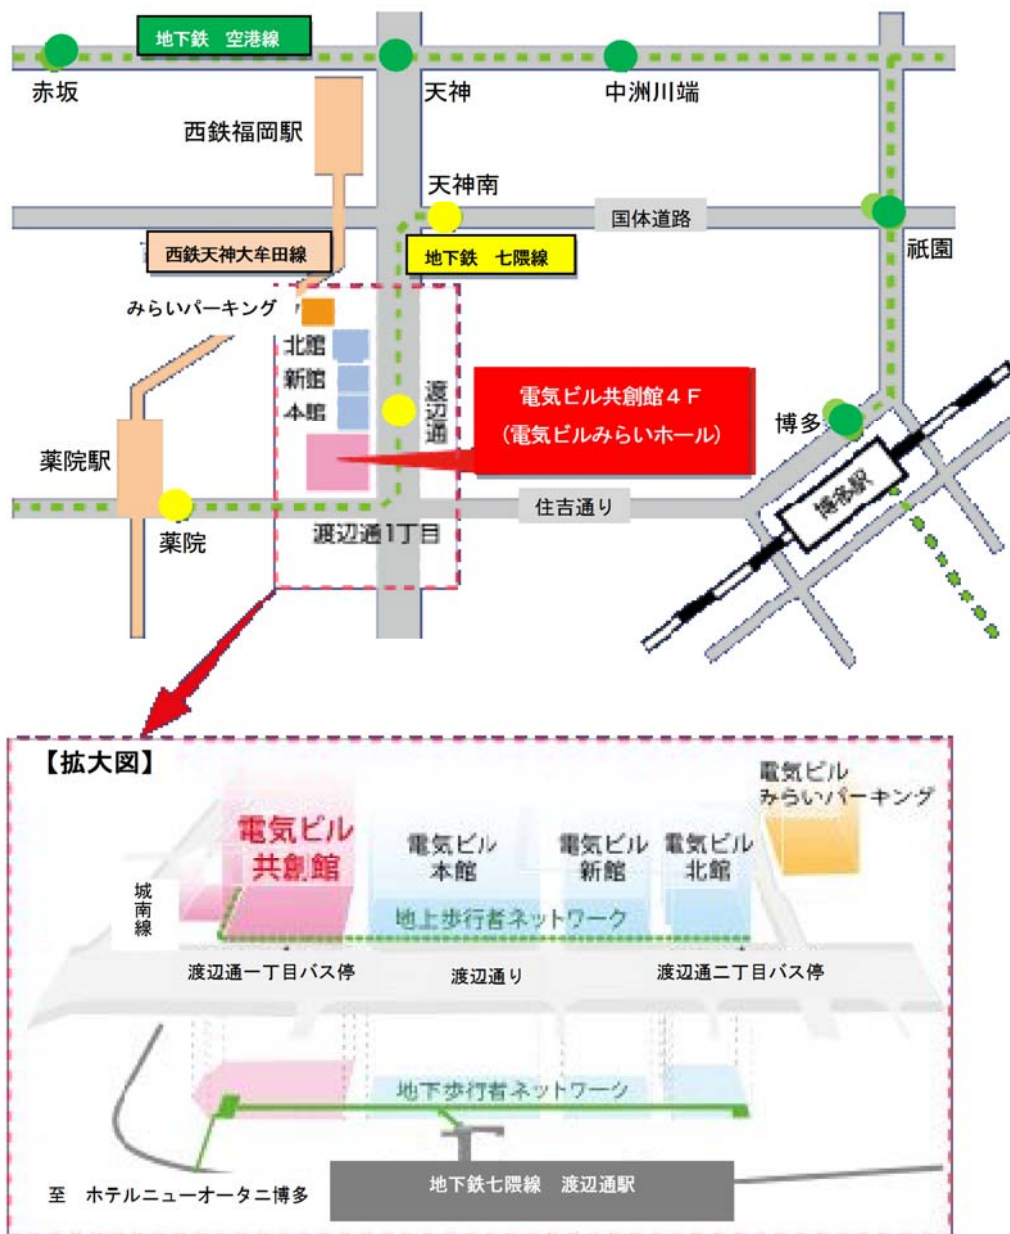 地下鉄 空港線
赤坂
天神
中洲川端
西鉄福岡駅
天神南
国体道路
西鉄天神大牟田線
地下鉄 七隈線
祇園
みらいパーキング
北館
新館
本館
渡辺通
電気ビル共創館４Ｆ
(電気ビルみらいホール)
博多
博多駅
薬院駅
薬院
住吉通り
渡辺通1丁目
【拡大図】
電気ビル
みらいパーキング
電気ビル
共創館
電気ビル
本館
電気ビル
新館
電気ビル
北館
城南線
地上歩行者ネットワーク
渡辺通一丁目バス停
渡辺通り
渡辺通二丁目バス停
地下歩行者ネットワーク
地下鉄七隈線 渡辺通駅
至 ホテルニューオータニ博多